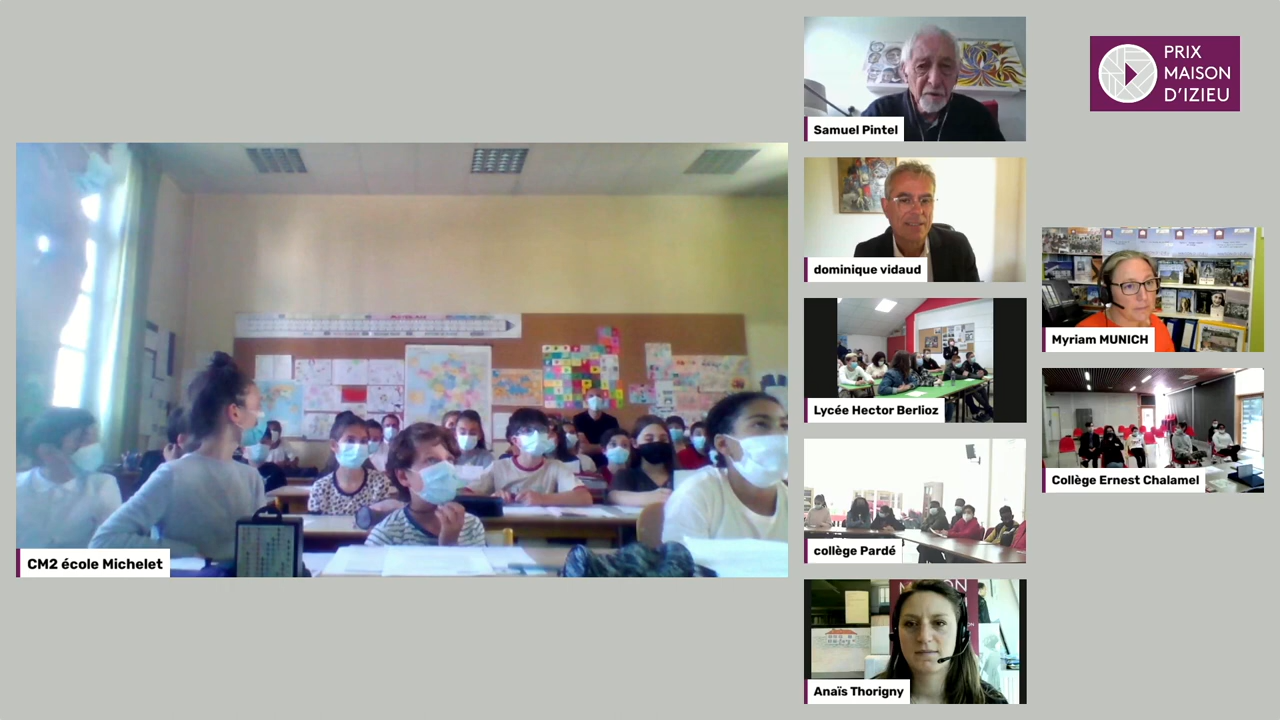 PRIX
MAISON
D'IZIEU
Samuel Pintel
dominique vidaud
Myriam MUNICH
Lycée Hector Berlioz
Collège Ernest Chalamel
collège Pardé
CM2 école Michelet
MAISON
Anaïs Thorigny